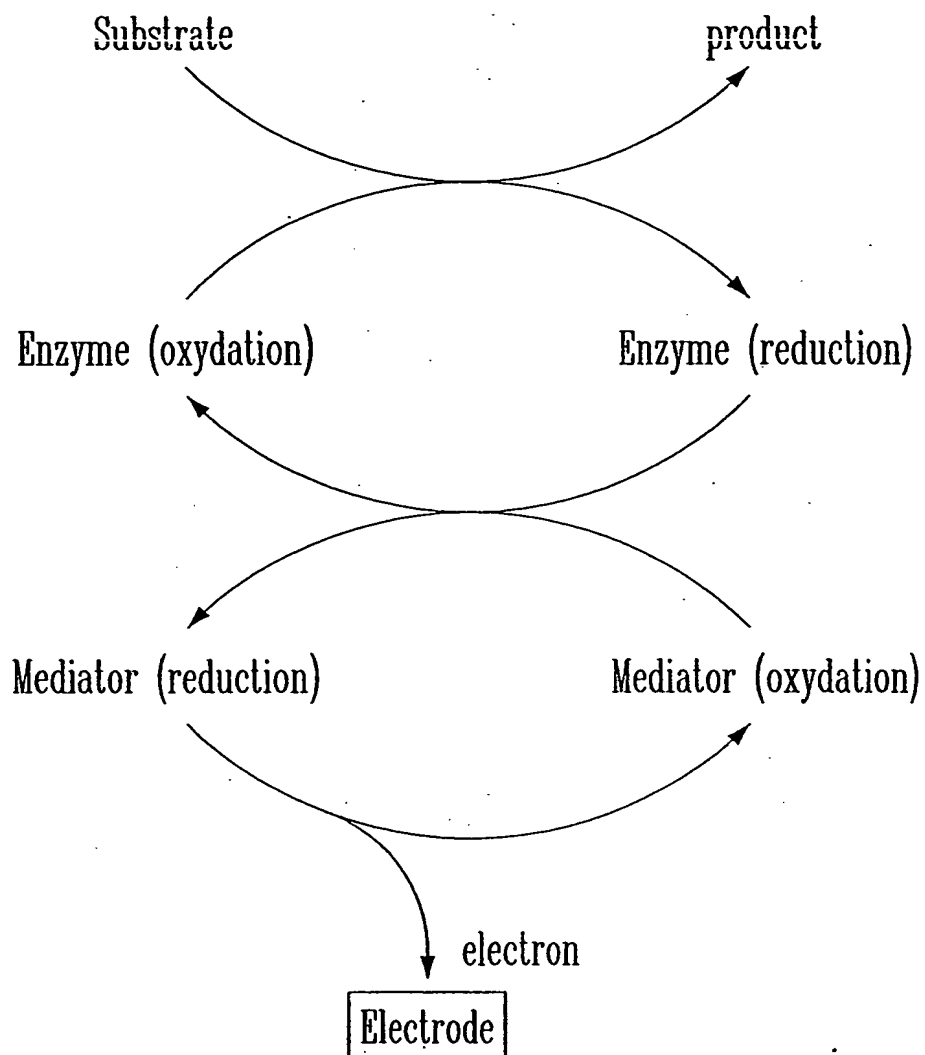 Substrate product
Enzyme (oxydation) Enzyme (reduction)
Mediator (reduction) Mediator (oxydation)
electron
Electrode